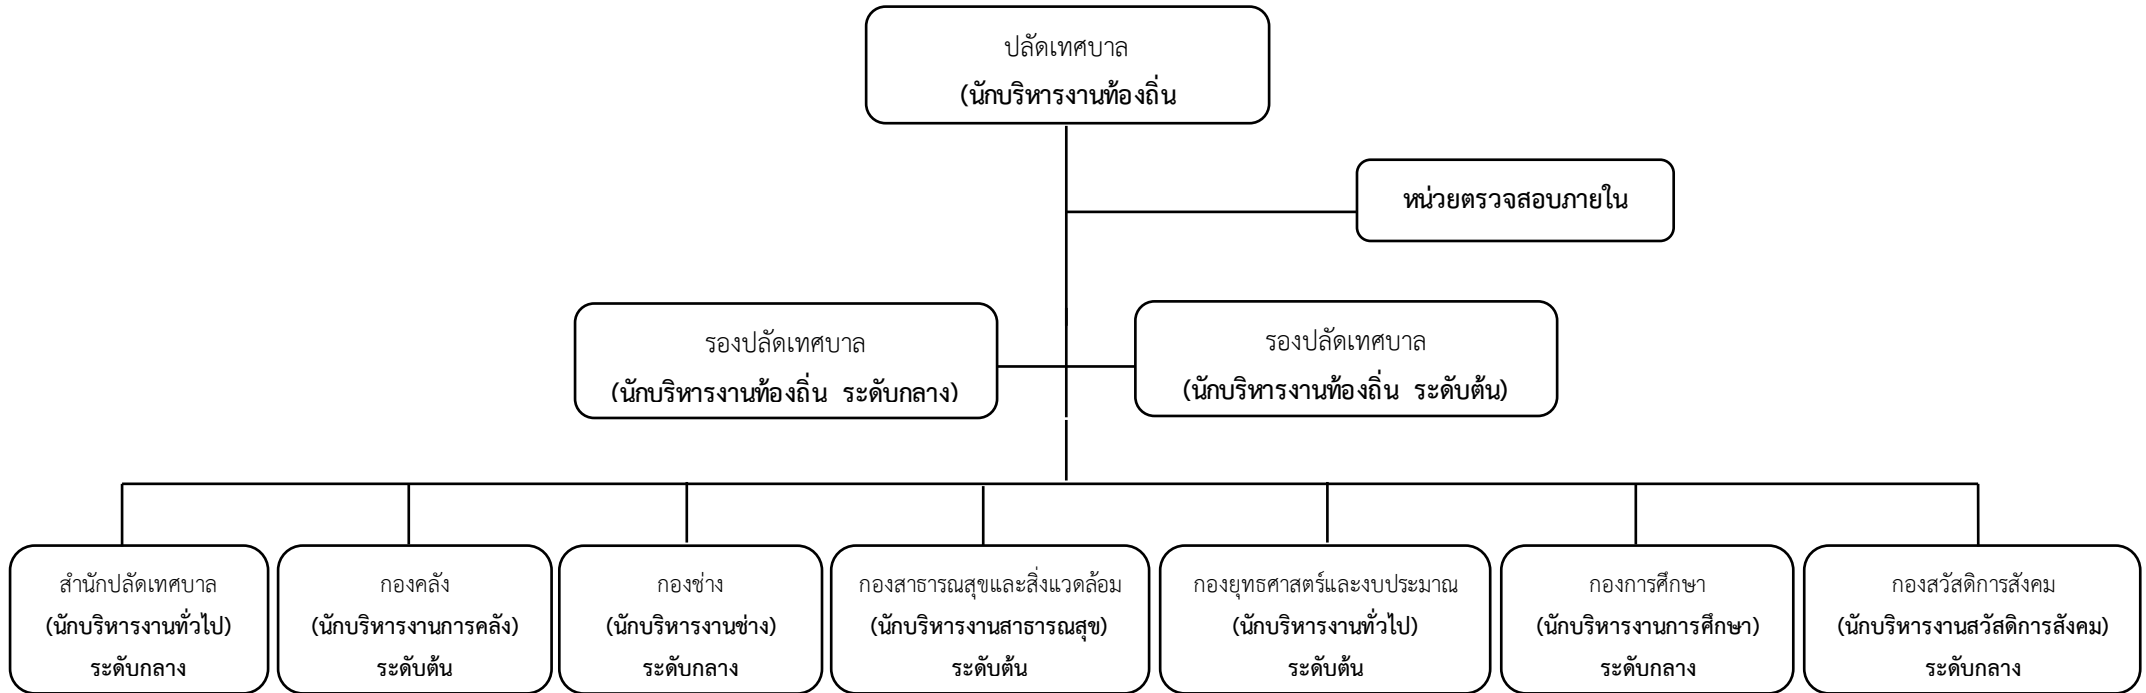 ปลัดเทศบาล
(นักบริหารงานท้องถิ่น
หน่วยตรวจสอบภายใน
รองปลัดเทศบาล
(นักบริหารงานท้องถิ่น ระดับกลาง)
รองปลัดเทศบาล
(นักบริหารงานท้องถิ่น ระดับต้น)
สำนักปลัดเทศบาล
(นักบริหารงานทั่วไป)
ระดับกลาง
กองคลัง
(นักบริหารงานการคลัง)
ระดับต้น
กองช่าง
(นักบริหารงานช่าง)
ระดับกลาง
กองสาธารณสุขและสิ่งแวดล้อม
(นักบริหารงานสาธารณสุข)
ระดับต้น
กองยุทธศาสตร์และงบประมาณ
(นักบริหารงานทั่วไป)
ระดับต้น
กองการศึกษา
(นักบริหารงานการศึกษา)
ระดับกลาง
กองสวัสดิการสังคม
(นักบริหารงานสวัสดิการสังคม)
ระดับกลาง